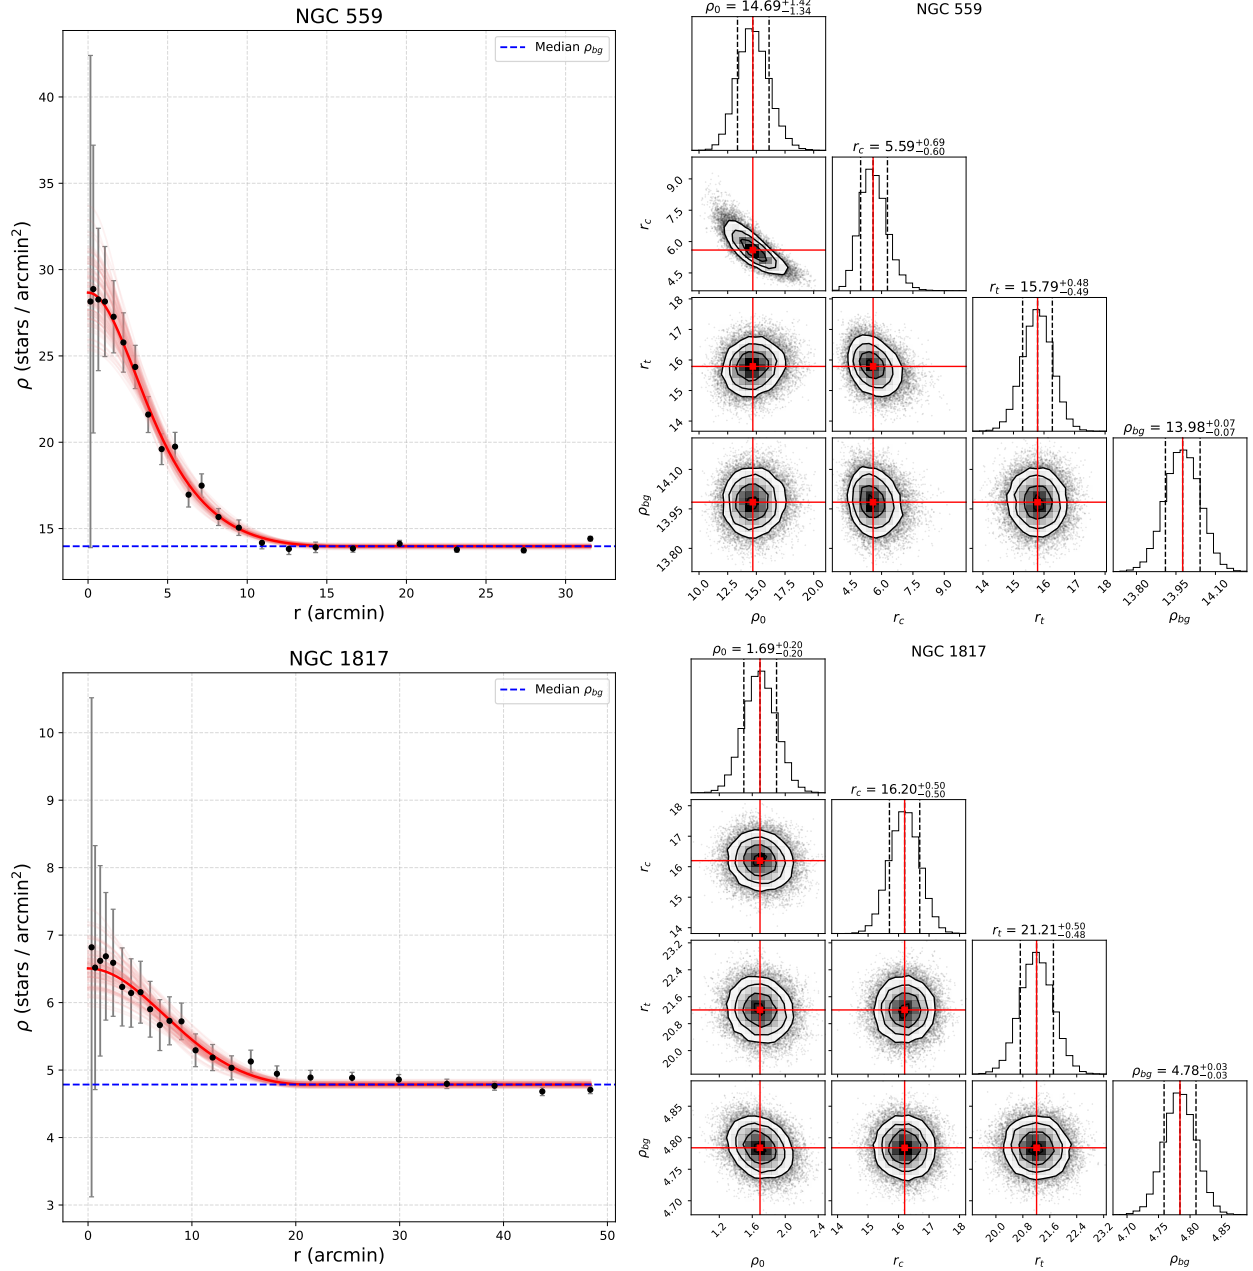 NGC 559
Median ρbg
40
35
30
25
20
15
ρ (stars / arcmin²)
0 5 10 15 20 25 30
r (arcmin)
ρ0 = 14.69+1.42−1.34
NGC 559
rc = 5.59+0.69−0.60
9.0
7.5
6.0
4.5
rc
rt = 15.79+0.48−0.49
18
17
16
15
14
rt
ρbg = 13.98+0.07−0.07
14.10
13.95
13.80
ρbg
10.0 12.5 15.0 17.5 20.0 4.5 6.0 7.5 9.0 14 15 16 17 18 13.80 13.95 14.10
ρ0 rc rt ρbg
NGC 1817
Median ρbg
10
9
8
7
6
5
4
3
ρ (stars / arcmin²)
0 10 20 30 40 50
r (arcmin)
ρ0 = 1.69+0.20−0.20
NGC 1817
rc = 16.20+0.50−0.50
18
17
16
15
14
rc
rt = 21.21+0.50−0.48
23.2
22.4
21.6
20.8
20.0
rt
ρbg = 4.78+0.03−0.03
4.85
4.80
4.75
4.70
ρbg
1.2 1.6 2.0 2.4 14 15 16 17 18 20.0 20.8 21.6 22.4 23.2 4.70 4.75 4.80 4.85
ρ0 rc rt ρbg